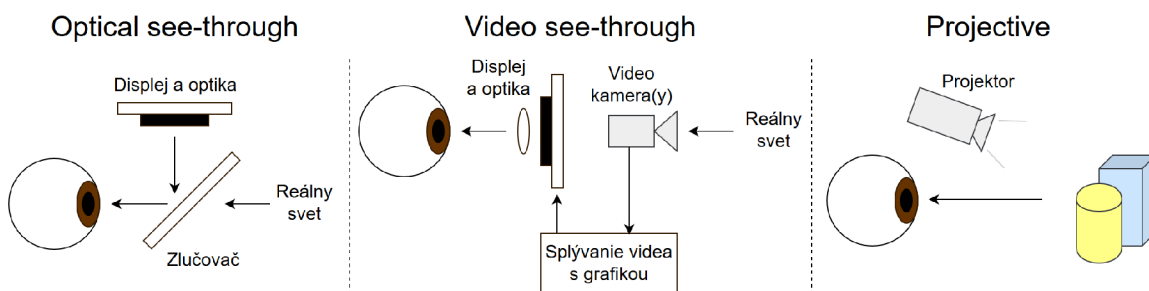 Optical see-through
Displej a optika
Reálny
svet
Zlučovač
Video see-through
Displej
a optika
Video
kamera(y)
Reálny
svet
Splývanie videa
s grafikou
Projective
Projektor